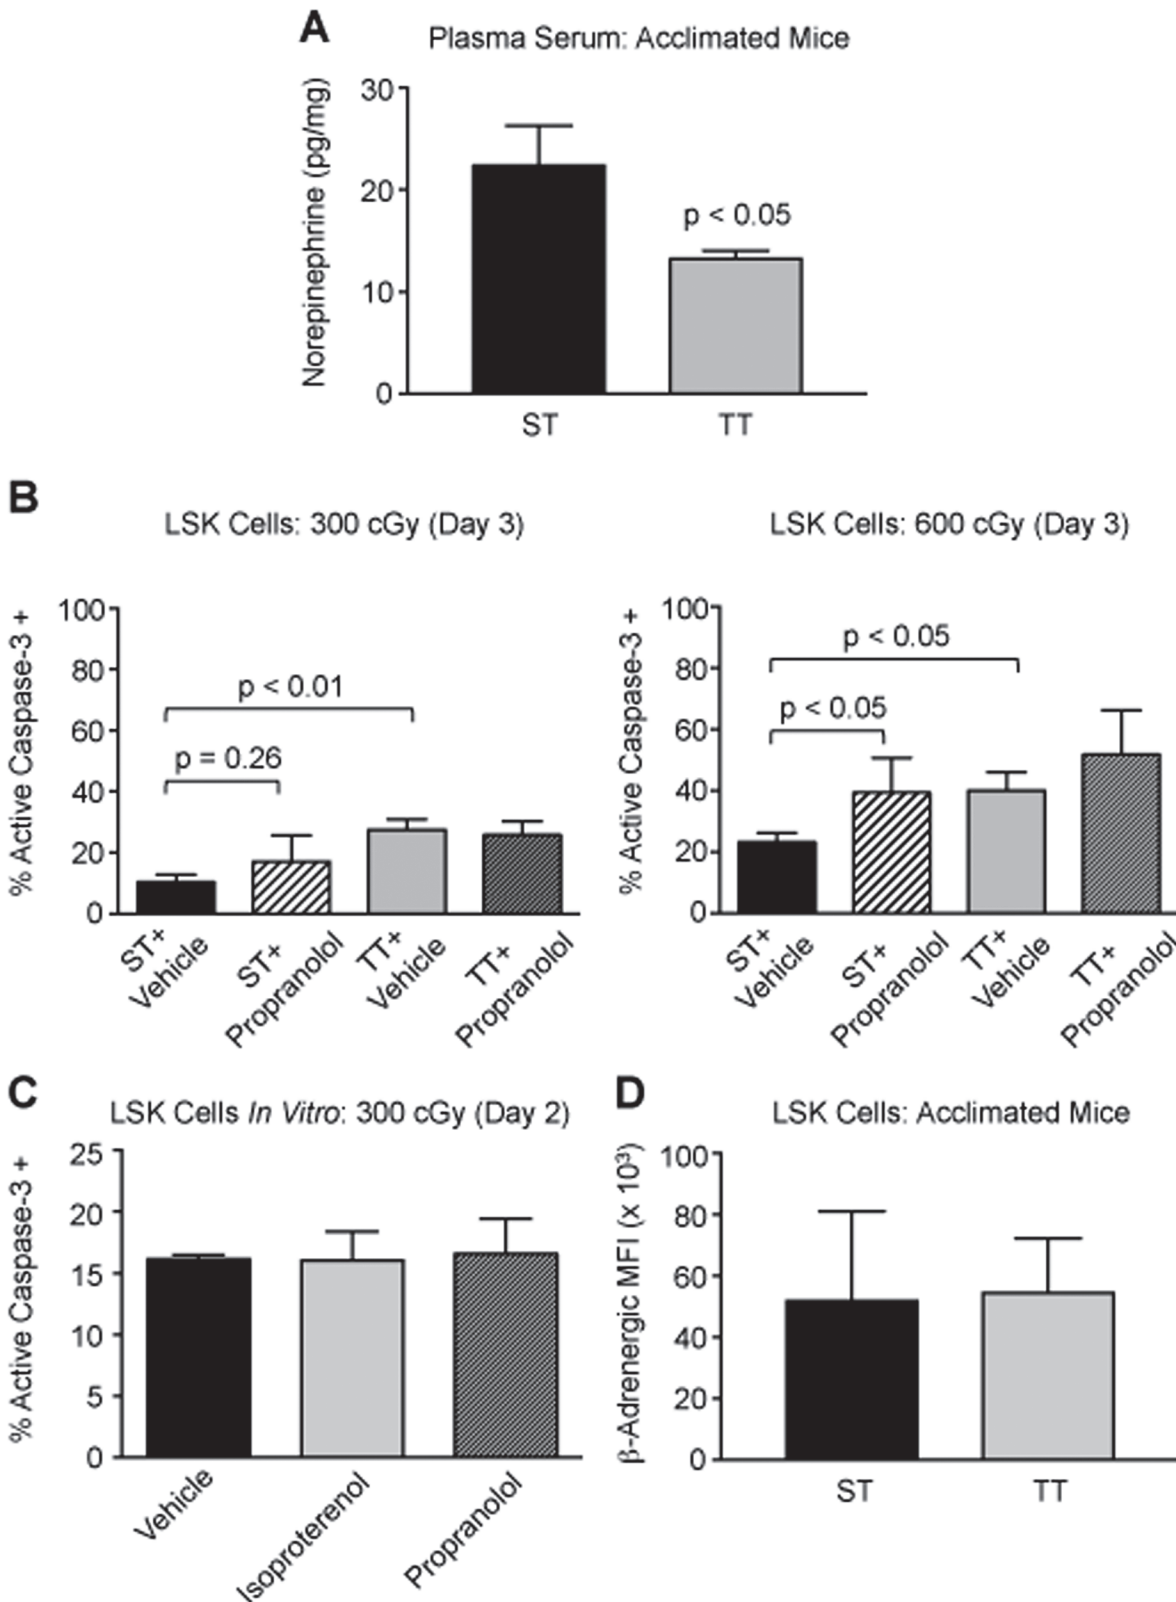 A
Plasma Serum: Acclimated Mice
Norepinephrine (pg/mg)
30
20
10
0
p < 0.05
ST
TT
B
LSK Cells: 300 cGy (Day 3)
% Active Caspase-3 +
100
80
60
40
20
0
p < 0.01
p = 0.26
ST+
Vehicle
ST+
Propranolol
TT+
Vehicle
TT+
Propranolol
LSK Cells: 600 cGy (Day 3)
% Active Caspase-3 +
100
80
60
40
20
0
p < 0.05
p < 0.05
ST+
Vehicle
ST+
Propranolol
TT+
Vehicle
TT+
Propranolol
C
LSK Cells In Vitro: 300 cGy (Day 2)
% Active Caspase-3 +
25
20
15
10
5
0
Vehicle
Isoproterenol
Propranolol
D
LSK Cells: Acclimated Mice
β-Adrenergic MFI (x 10³)
100
80
60
40
20
0
ST
TT